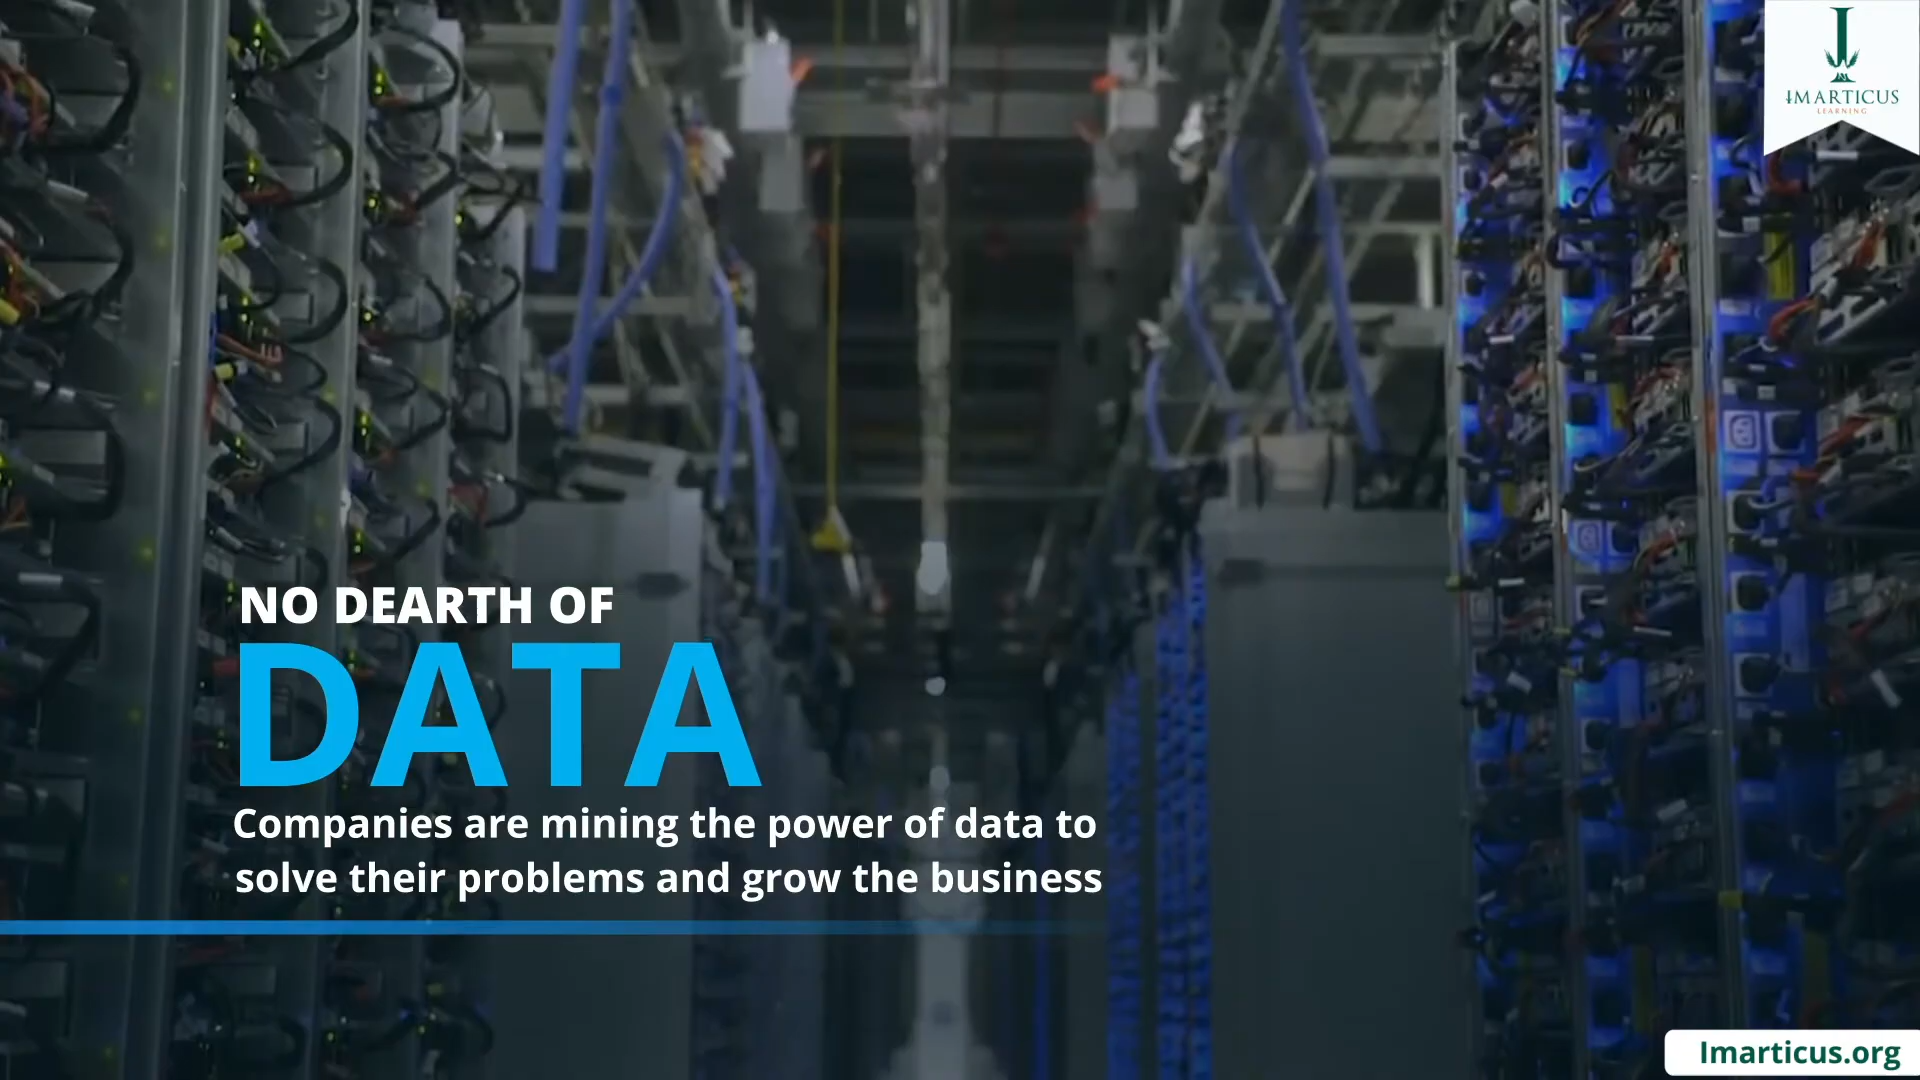 IMARTICUS
LEARNING
NO DEARTH OF
DATA
Companies are mining the power of data to
solve their problems and grow the business
Imarticus.org